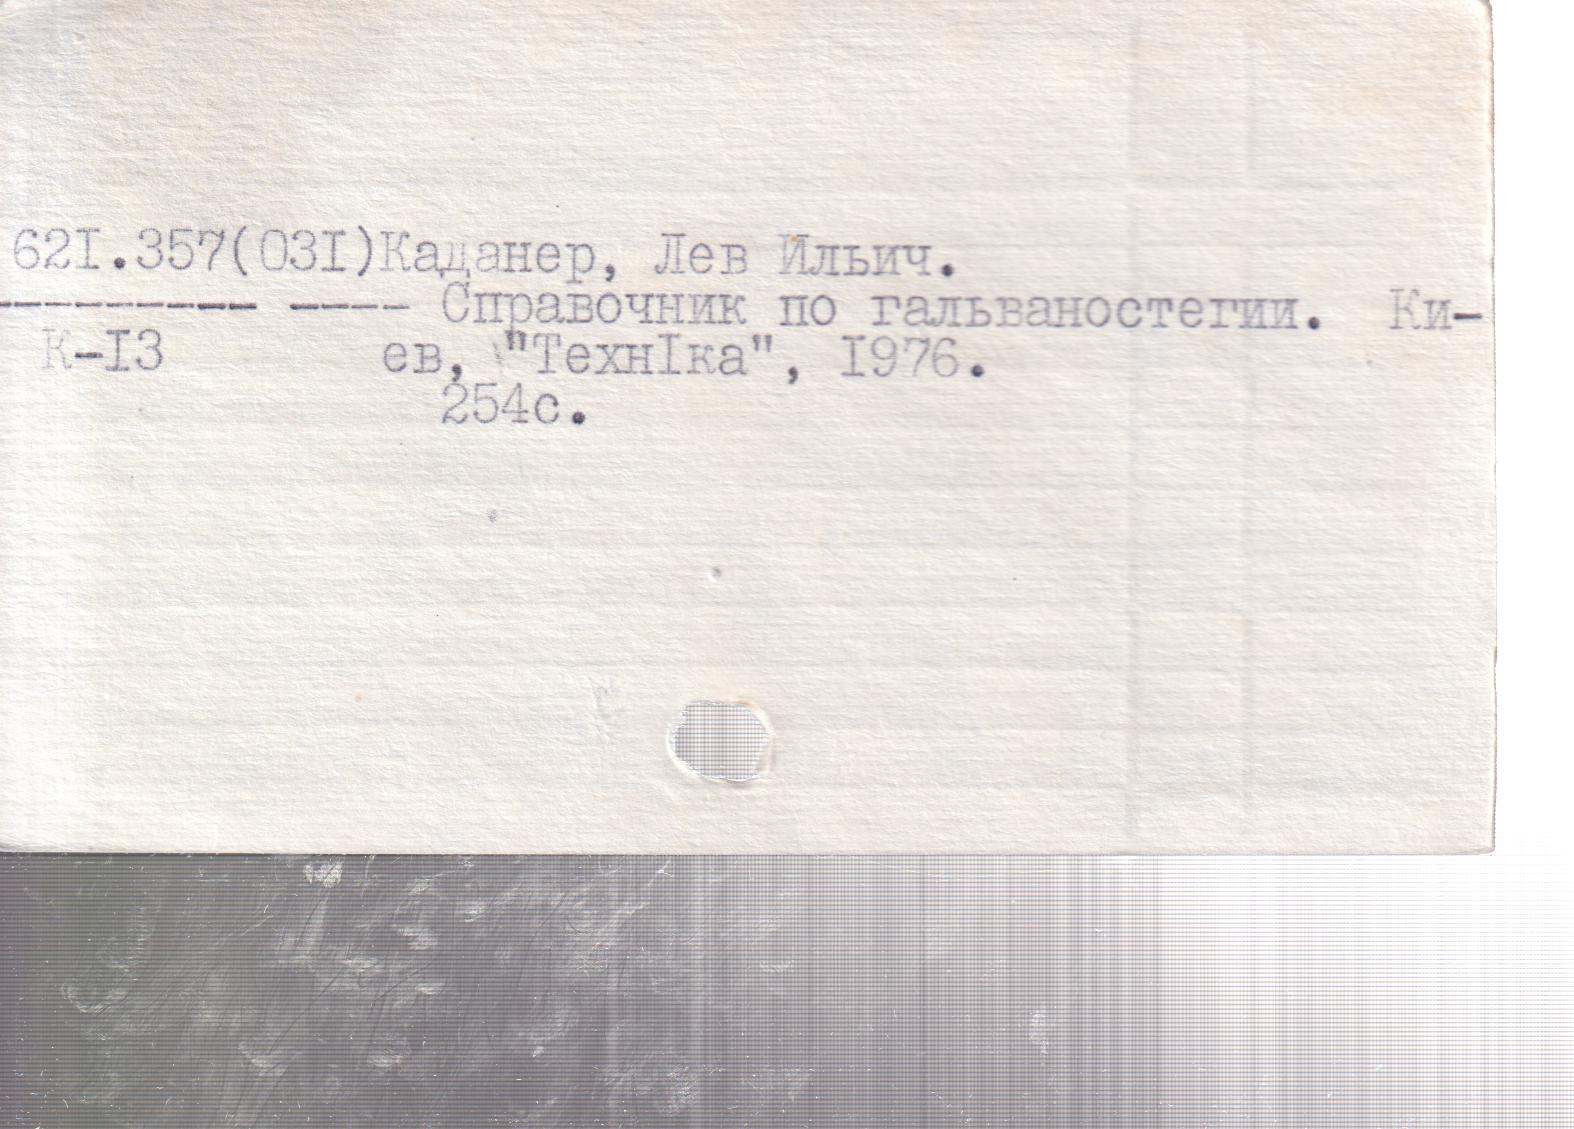 62I.357(03I)Каданер, Лев Ильич.
--------- ---- Справочник по гальваностегии. Ки-
К-I3 ев, "ТехнIка", I976.
254с.